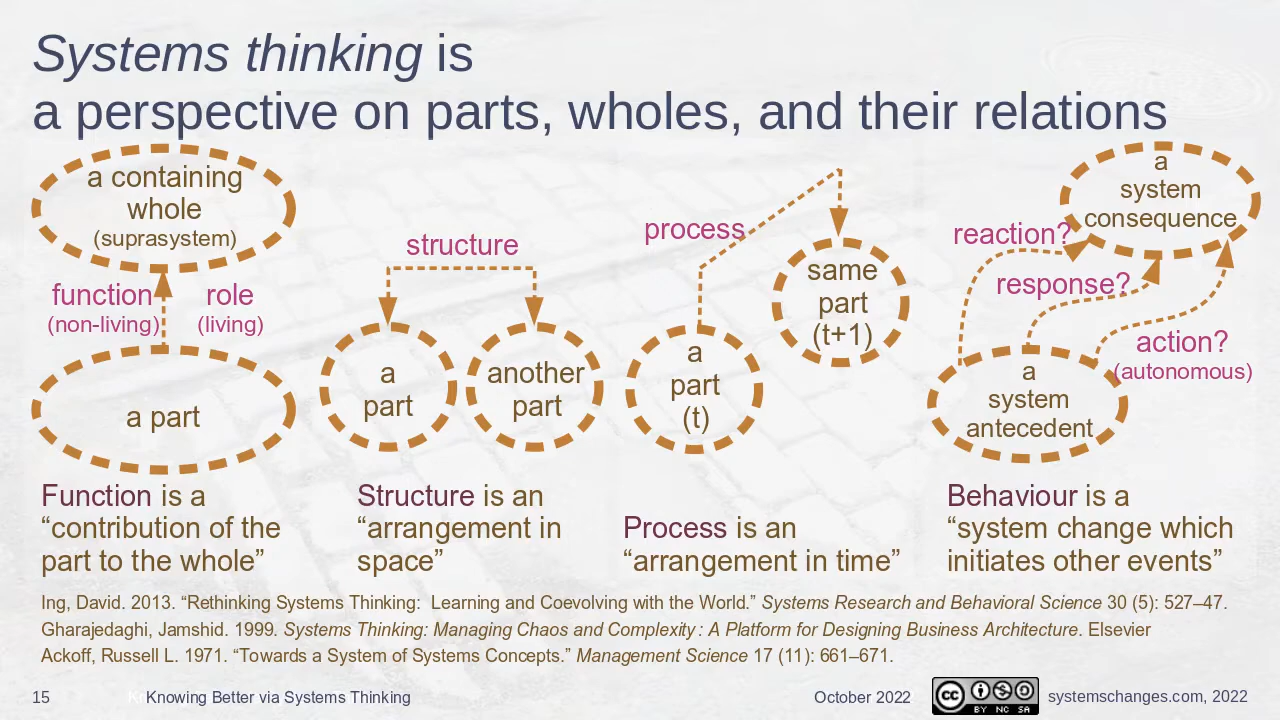 Systems thinking is
a perspective on parts, wholes, and their relations
a containing
whole
(suprasystem)
function
(non-living)
role
(living)
a part
structure
a
part
another
part
process
a
part
(t)
same
part
(t+1)
a
system
consequence
reaction?
response?
action?
(autonomous)
a
system
antecedent
Function is a
“contribution of the
part to the whole”
Structure is an
“arrangement in
space”
Process is an
“arrangement in time”
Behaviour is a
“system change which
initiates other events”
Ing, David. 2013. “Rethinking Systems Thinking: Learning and Coevolving with the World.” Systems Research and Behavioral Science 30 (5): 527–47.
Gharajedaghi, Jamshid. 1999. Systems Thinking: Managing Chaos and Complexity : A Platform for Designing Business Architecture. Elsevier
Ackoff, Russell L. 1971. “Towards a System of Systems Concepts.” Management Science 17 (11): 661–671.
15
Knowing Better via Systems Thinking
October 2022
cc
BY NC SA
systemschanges.com, 2022